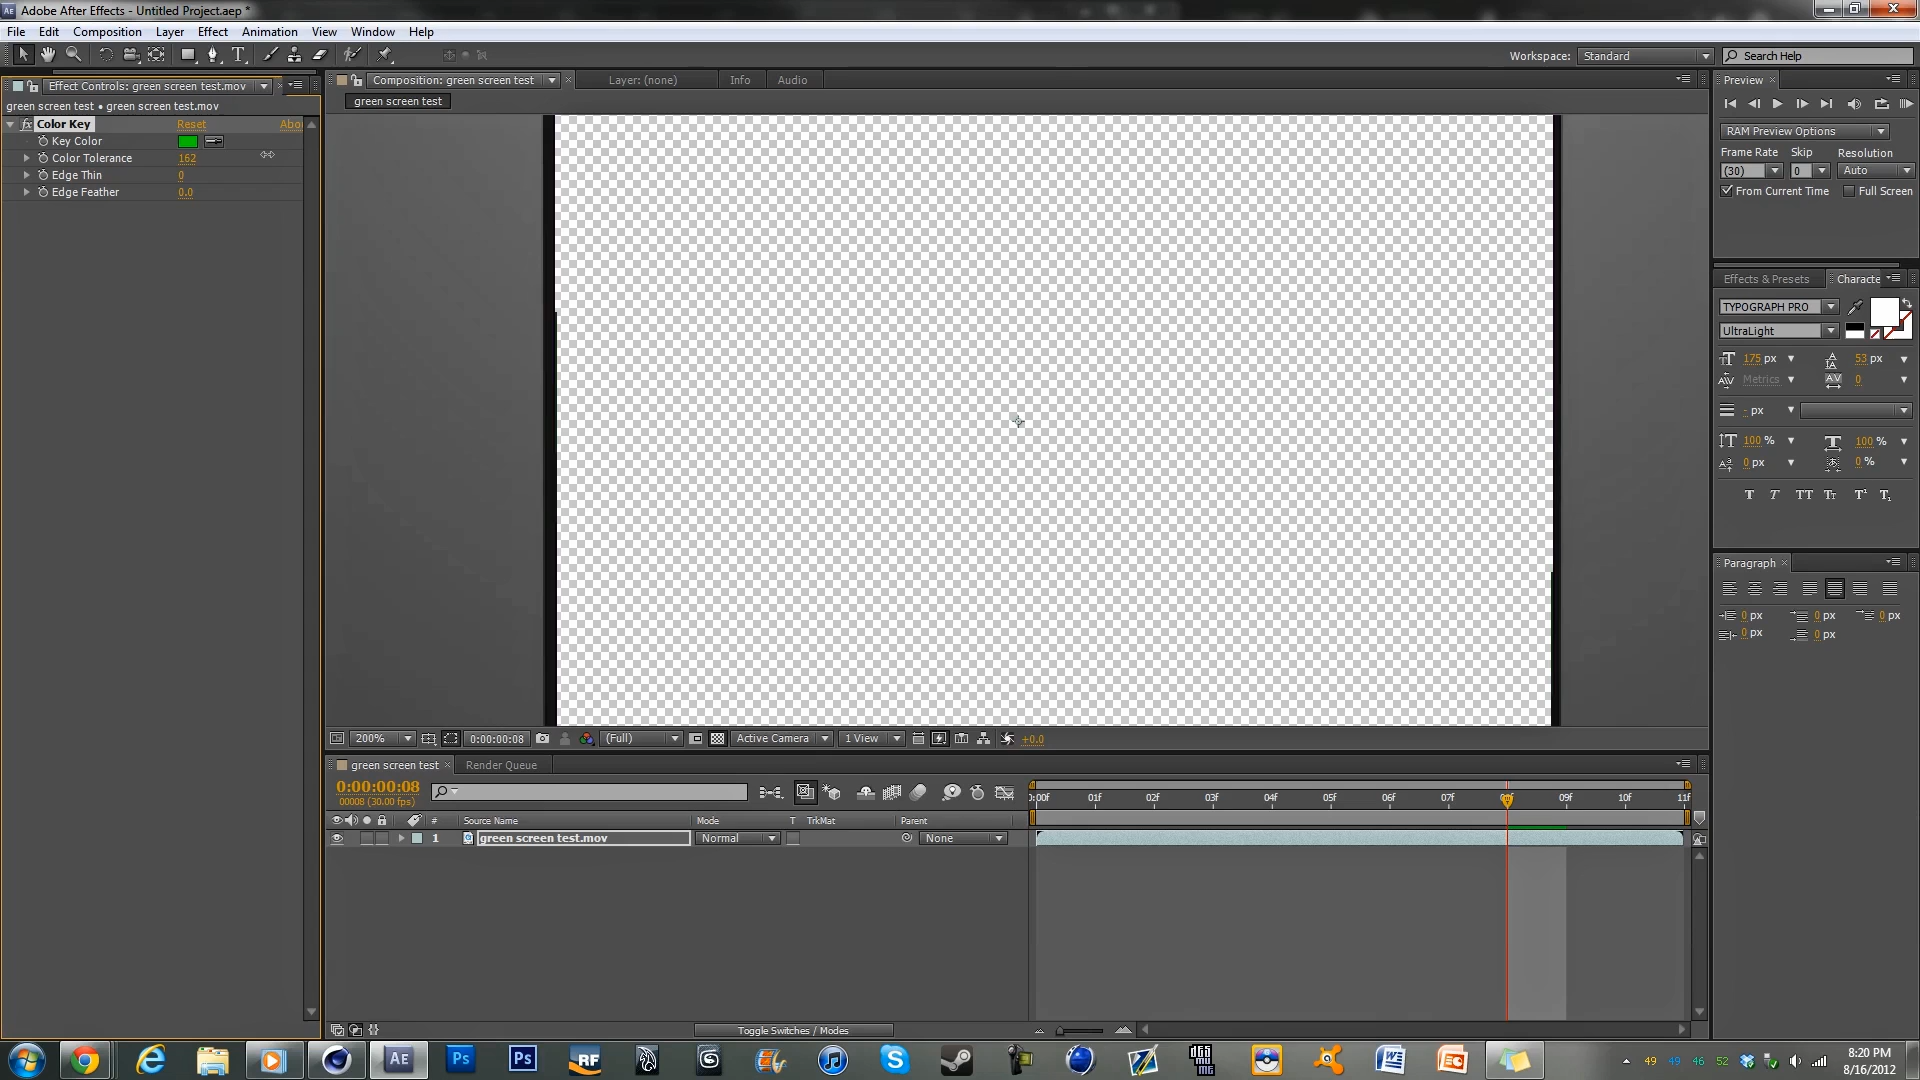 Adobe After Effects - Untitled Project.aep *
File Edit Composition Layer Effect Animation View Window Help
Workspace: Standard Search Help
Effect Controls: green screen test.mov
green screen test • green screen test.mov
Color Key Reset Abo
Key Color
Color Tolerance 162
Edge Thin 0
Edge Feather 0.0
Composition: green screen test Layer: (none) Info Audio
green screen test
200% 0:00:00:08 (Full) Active Camera 1 View +0.0
Preview
RAM Preview Options
Frame Rate Skip Resolution
(30) 0 Auto
From Current Time Full Screen
Effects & Presets Characte
TYPOGRAPH PRO
UltraLight
175 px 53 px
Metrics 0
- px
100 % 100 %
0 px 0 %
T T TT Tt T¹ T₁
Paragraph
0 px 0 px 0 px
0 px 0 px
green screen test Render Queue
0:00:00:08
00008 (30.00 fps)
0:00f 01f 02f 03f 04f 05f 06f 07f 09f 10f 11f
# Source Name Mode T TrkMat Parent
1 green screen test.mov Normal None
Toggle Switches / Modes
AE Ps Ps RF
49 49 46 52
8:20 PM
8/16/2012